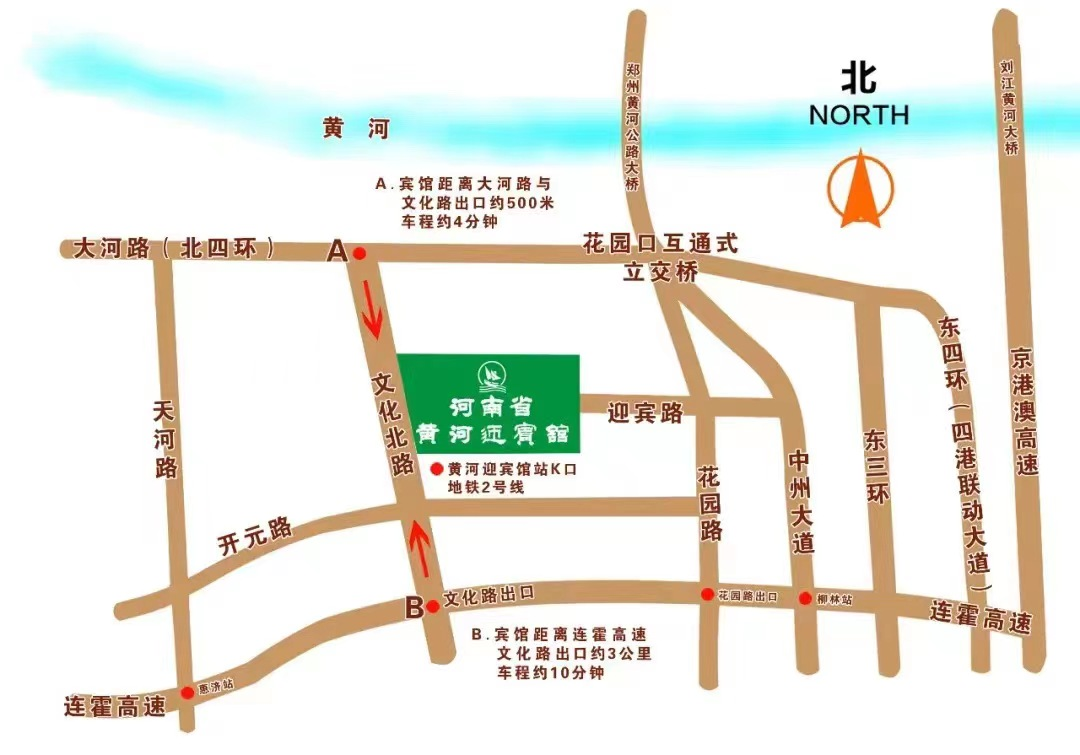 北
NORTH
黄河
郑州黄河公路大桥
刘江黄河大桥
A.宾馆距离大河路与
文化路出口约500米
车程约4分钟
大河路（北四环）
A
花园口互通式
立交桥
东四环（四港联动大道）
京港澳高速
河南省
黄河迎賓館
文化北路
天河路
迎宾路
黄河迎宾馆站K口
地铁2号线
花园路
中州大道
东三环
开元路
B
文化路出口
花园路出口
柳林站
连霍高速
B.宾馆距离连霍高速
文化路出口约3公里
车程约10分钟
惠济站
连霍高速